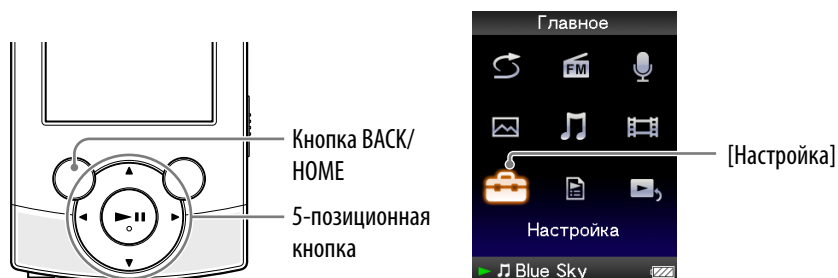 Кнопка BACK/
HOME
5-позиционная
кнопка
Главное
FM
[Настройка]
Настройка
Blue Sky